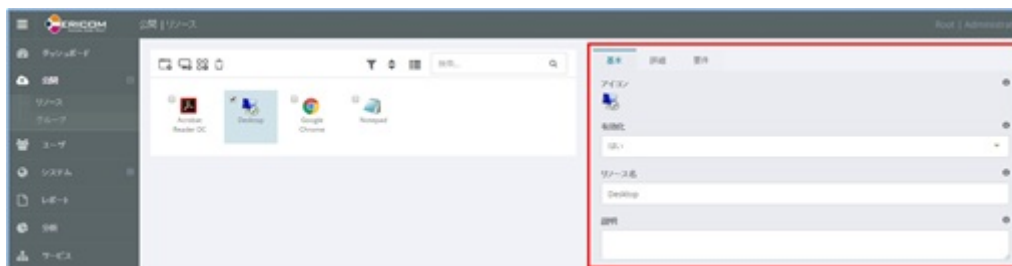 ERICOM
公開 | リソース
Root | Administrat
ダッシュボード
公開
リソース
グループ
ユーザ
システム
レポート
分析
サービス
検索...
Acrobat
Reader DC
Desktop
Google
Chrome
Notepad
基本
詳細
要件
アイコン
有効化
はい
リソース名
Desktop
説明